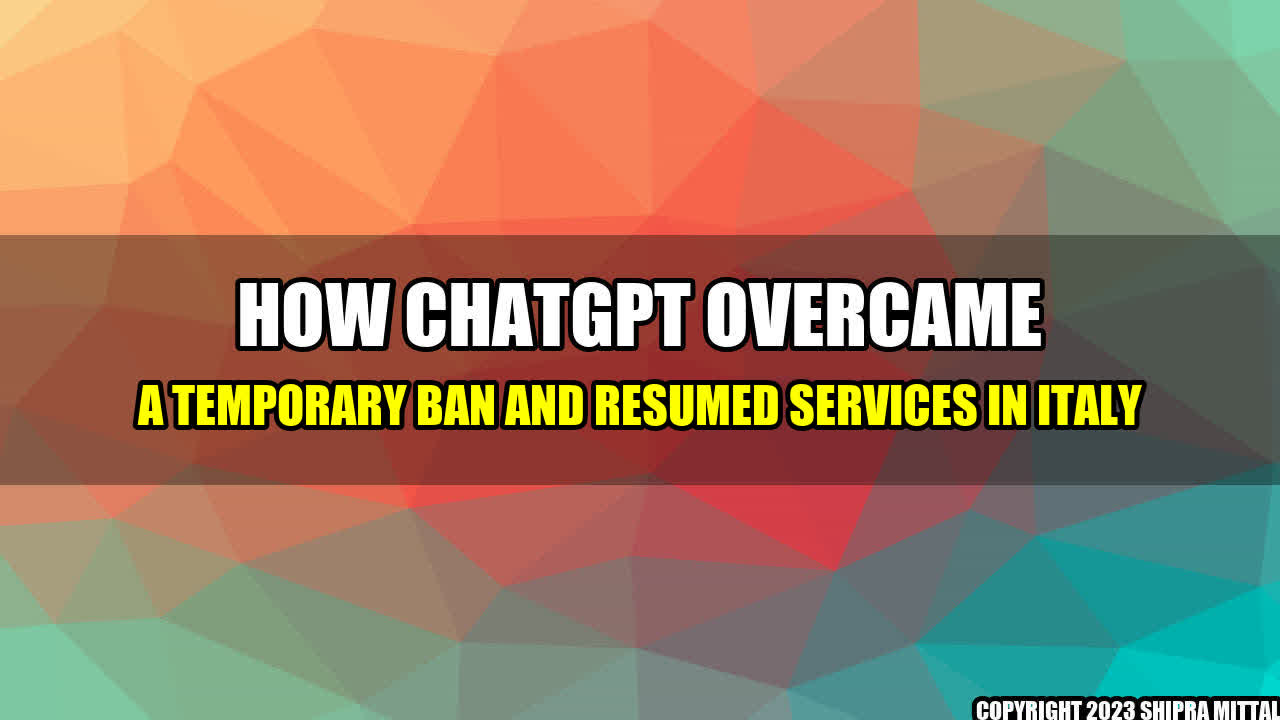 HOW CHATGPT OVERCAME
A TEMPORARY BAN AND RESUMED SERVICES IN ITALY
COPYRIGHT 2023 SHIPRA MITTAL